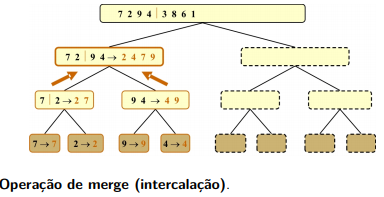 7 2 9 4 | 3 8 6 1
7 2 | 9 4 → 2 4 7 9
7 | 2 → 2 7 9 4 → 4 9
7 → 7 2 → 2 9 → 9 4 → 4
Operação de merge (intercalação).